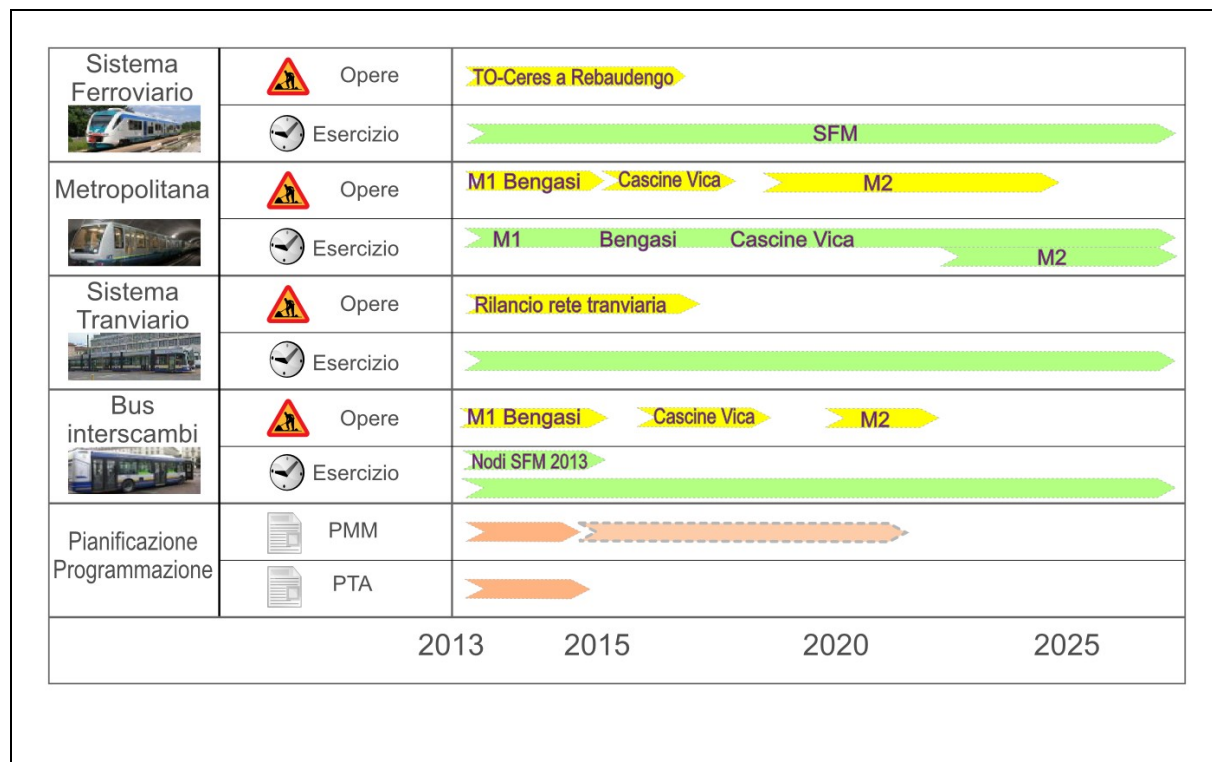 Sistema
Ferroviario
Opere
TO-Ceres a Rebaudengo
Esercizio
SFM
Metropolitana
Opere
M1 Bengasi
Cascine Vica
M2
Esercizio
M1
Bengasi
Cascine Vica
M2
Sistema
Tranviario
Opere
Rilancio rete tranviaria
Esercizio
Bus
interscambi
Opere
M1 Bengasi
Cascine Vica
M2
Esercizio
Nodi SFM 2013
Pianificazione
Programmazione
PMM
PTA
2013
2015
2020
2025